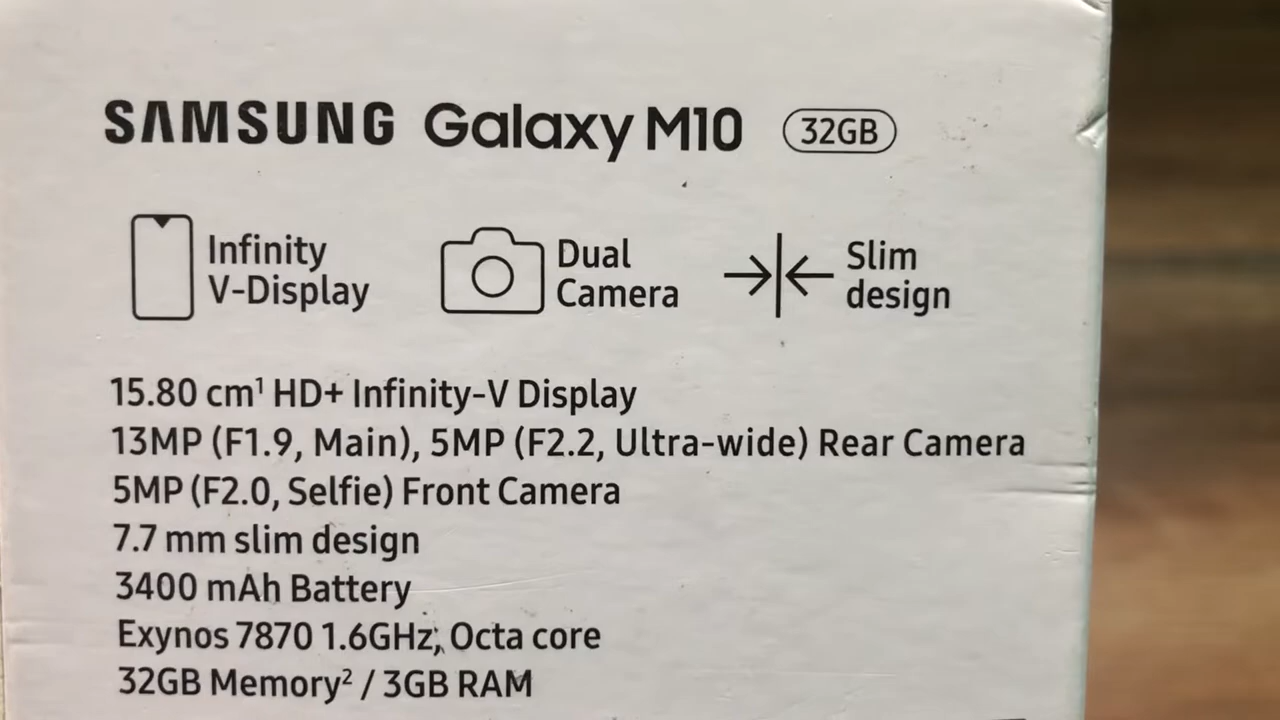 SAMSUNG Galaxy M10 32GB
Infinity
V-Display
Dual
Camera
Slim
design
15.80 cm¹ HD+ Infinity-V Display
13MP (F1.9, Main), 5MP (F2.2, Ultra-wide) Rear Camera
5MP (F2.0, Selfie) Front Camera
7.7 mm slim design
3400 mAh Battery
Exynos 7870 1.6GHz, Octa core
32GB Memory² / 3GB RAM